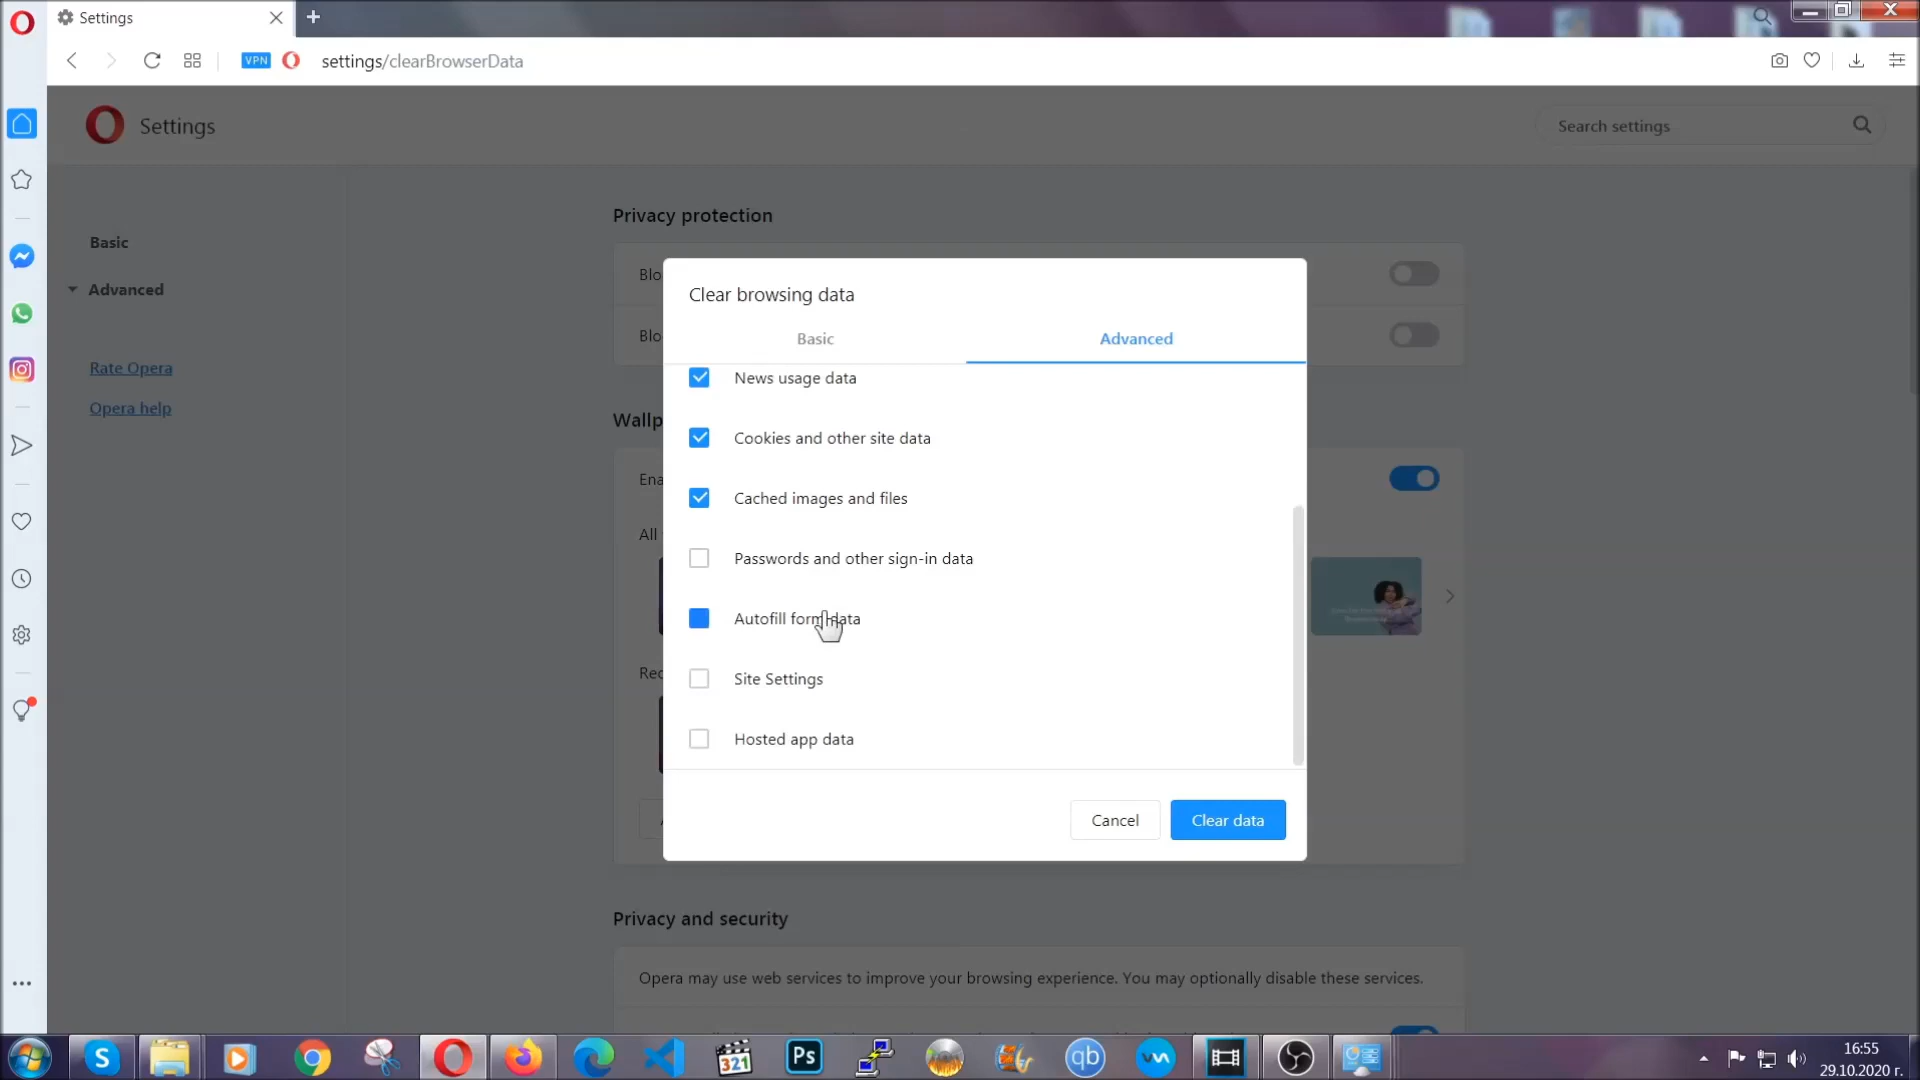 Settings
VPN
settings/clearBrowserData
Settings
Search settings
Basic
Advanced
Rate Opera
Opera help
Privacy protection
Blo
Blo
Wallp
Ena
All
Rec
Clear browsing data
Basic
Advanced
News usage data
Cookies and other site data
Cached images and files
Passwords and other sign-in data
Autofill form data
Site Settings
Hosted app data
Cancel
Clear data
Privacy and security
Opera may use web services to improve your browsing experience. You may optionally disable these services.
S
321
Ps
qb
16:55
29.10.2020 г.